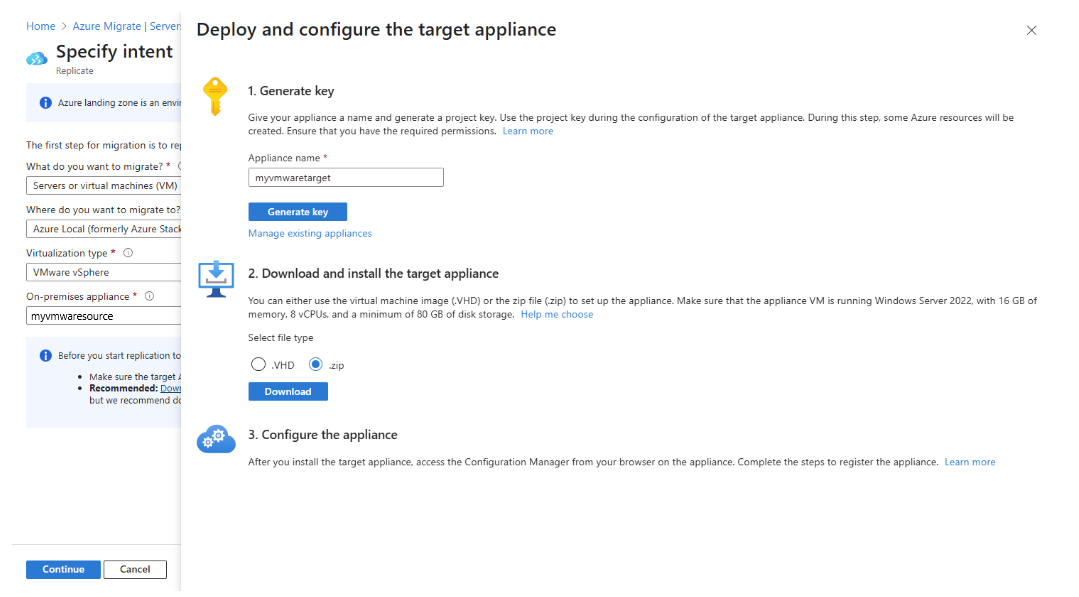 Home > Azure Migrate | Server
Specify intent
Replicate
Azure landing zone is an
The first step for migration is to
What do you want to migrate? *
Servers or virtual machines (VM)
Where do you want to migrate to?
Azure Local (formerly Azure Stack
Virtualization type *
VMware vSphere
On-premises appliance *
myvmwaresource
Before you start replication to
• Make sure the target
• Recommended:
but we recommend
Continue
Cancel
Deploy and configure the target appliance
1. Generate key
Give your appliance a name and generate a project key. Use the project key during the configuration of the target appliance. During this step, some Azure resources will be
created. Ensure that you have the required permissions. Learn more
Appliance name *
myvmwaretarget
Generate key
Manage existing appliances
2. Download and install the target appliance
You can either use the virtual machine image (.VHD) or the zip file (.zip) to set up the appliance. Make sure that the appliance VM is running Windows Server 2022, with 16 GB of
memory, 8 vCPUs, and a minimum of 80 GB of disk storage. Help me choose
Select file type
.VHD .zip
Download
3. Configure the appliance
After you install the target appliance, access the Configuration Manager from your browser on the appliance. Complete the steps to register the appliance. Learn more